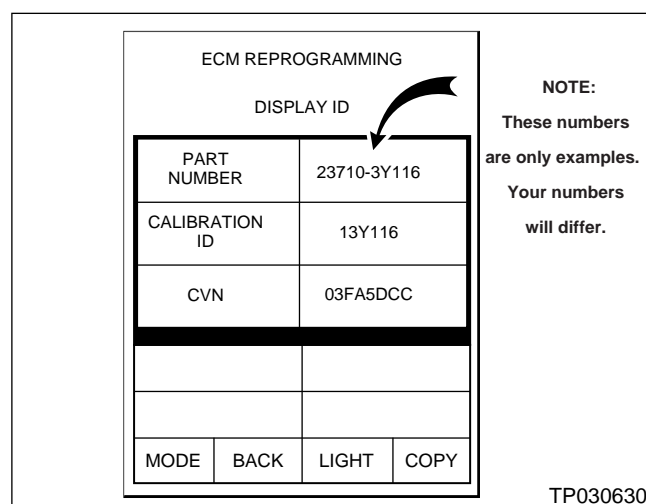 ECM REPROGRAMMING
DISPLAY ID
NOTE:
These numbers
are only examples.
Your numbers
will differ.
PART
NUMBER
23710-3Y116
CALIBRATION
ID
13Y116
CVN
03FA5DCC
MODE
BACK
LIGHT
COPY
TP030630